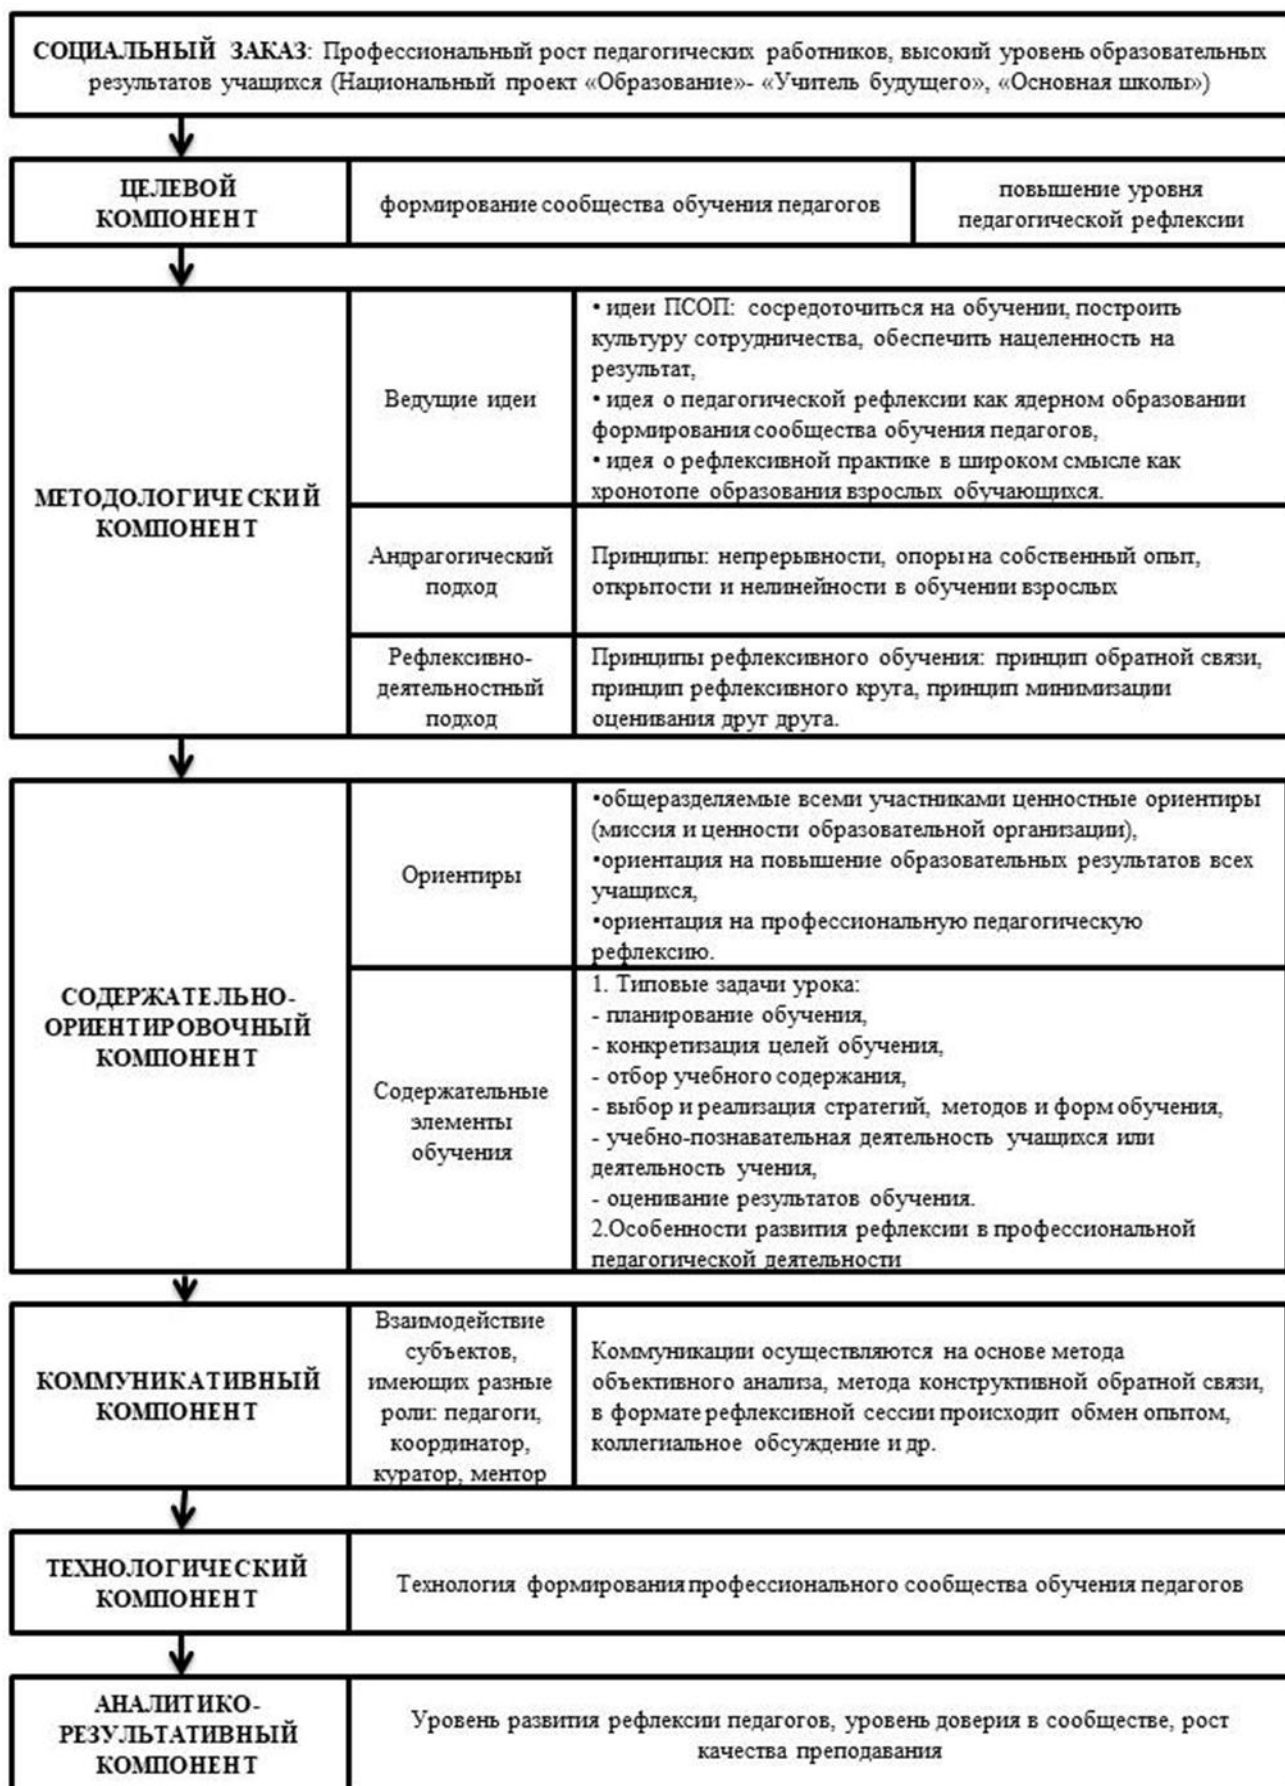 СОЦИАЛЬНЫЙ ЗАКАЗ: Профессиональный рост педагогических работников, высокий уровень образовательных
результатов учащихся (Национальный проект «Образование»- «Учитель будущего», «Основная школы»)
ЦЕЛЕВОЙ
КОМПОНЕНТ
формирование сообщества обучения педагогов
повышение уровня
педагогической рефлексии
МЕТОДОЛОГИЧЕСКИЙ
КОМПОНЕНТ
Ведущие идеи
• идеи ПСОП: сосредоточиться на обучении, построить
культуру сотрудничества, обеспечить нацеленность на
результат,
• идея о педагогической рефлексии как ядерном образовании
формирования сообщества обучения педагогов,
• идея о рефлексивной практике в широком смысле как
хронотопе образования взрослых обучающихся.
Андрагогический
подход
Принципы: непрерывности, опоры на собственный опыт,
открытости и нелинейности в обучении взрослых
Рефлексивно-
деятельностный
подход
Принципы рефлексивного обучения: принцип обратной связи,
принцип рефлексивного круга, принцип минимизации
оценивания друг друга.
СОДЕРЖАТЕЛЬНО-
ОРИЕНТИРОВОЧНЫЙ
КОМПОНЕНТ
Ориентиры
•общеразделяемые всеми участниками ценностные ориентиры
(миссия и ценности образовательной организации),
•ориентация на повышение образовательных результатов всех
учащихся,
•ориентация на профессиональную педагогическую
рефлексию.
Содержательные
элементы
обучения
1. Типовые задачи урока:
- планирование обучения,
- конкретизация целей обучения,
- отбор учебного содержания,
- выбор и реализация стратегий, методов и форм обучения,
- учебно-познавательная деятельность учащихся или
деятельность учения,
- оценивание результатов обучения.
2.Особенности развития рефлексии в профессиональной
педагогической деятельности
КОММУНИКАТИВНЫЙ
КОМПОНЕНТ
Взаимодействие
субъектов,
имеющих разные
роли: педагоги,
координатор,
куратор, ментор
Коммуникации осуществляются на основе метода
объективного анализа, метода конструктивной обратной связи,
в формате рефлексивной сессии происходит обмен опытом,
коллегиальное обсуждение и др.
ТЕХНОЛОГИЧЕСКИЙ
КОМПОНЕНТ
Технология формирования профессионального сообщества обучения педагогов
АНАЛИТИКО-
РЕЗУЛЬТАТИВНЫЙ
КОМПОНЕНТ
Уровень развития рефлексии педагогов, уровень доверия в сообществе, рост
качества преподавания